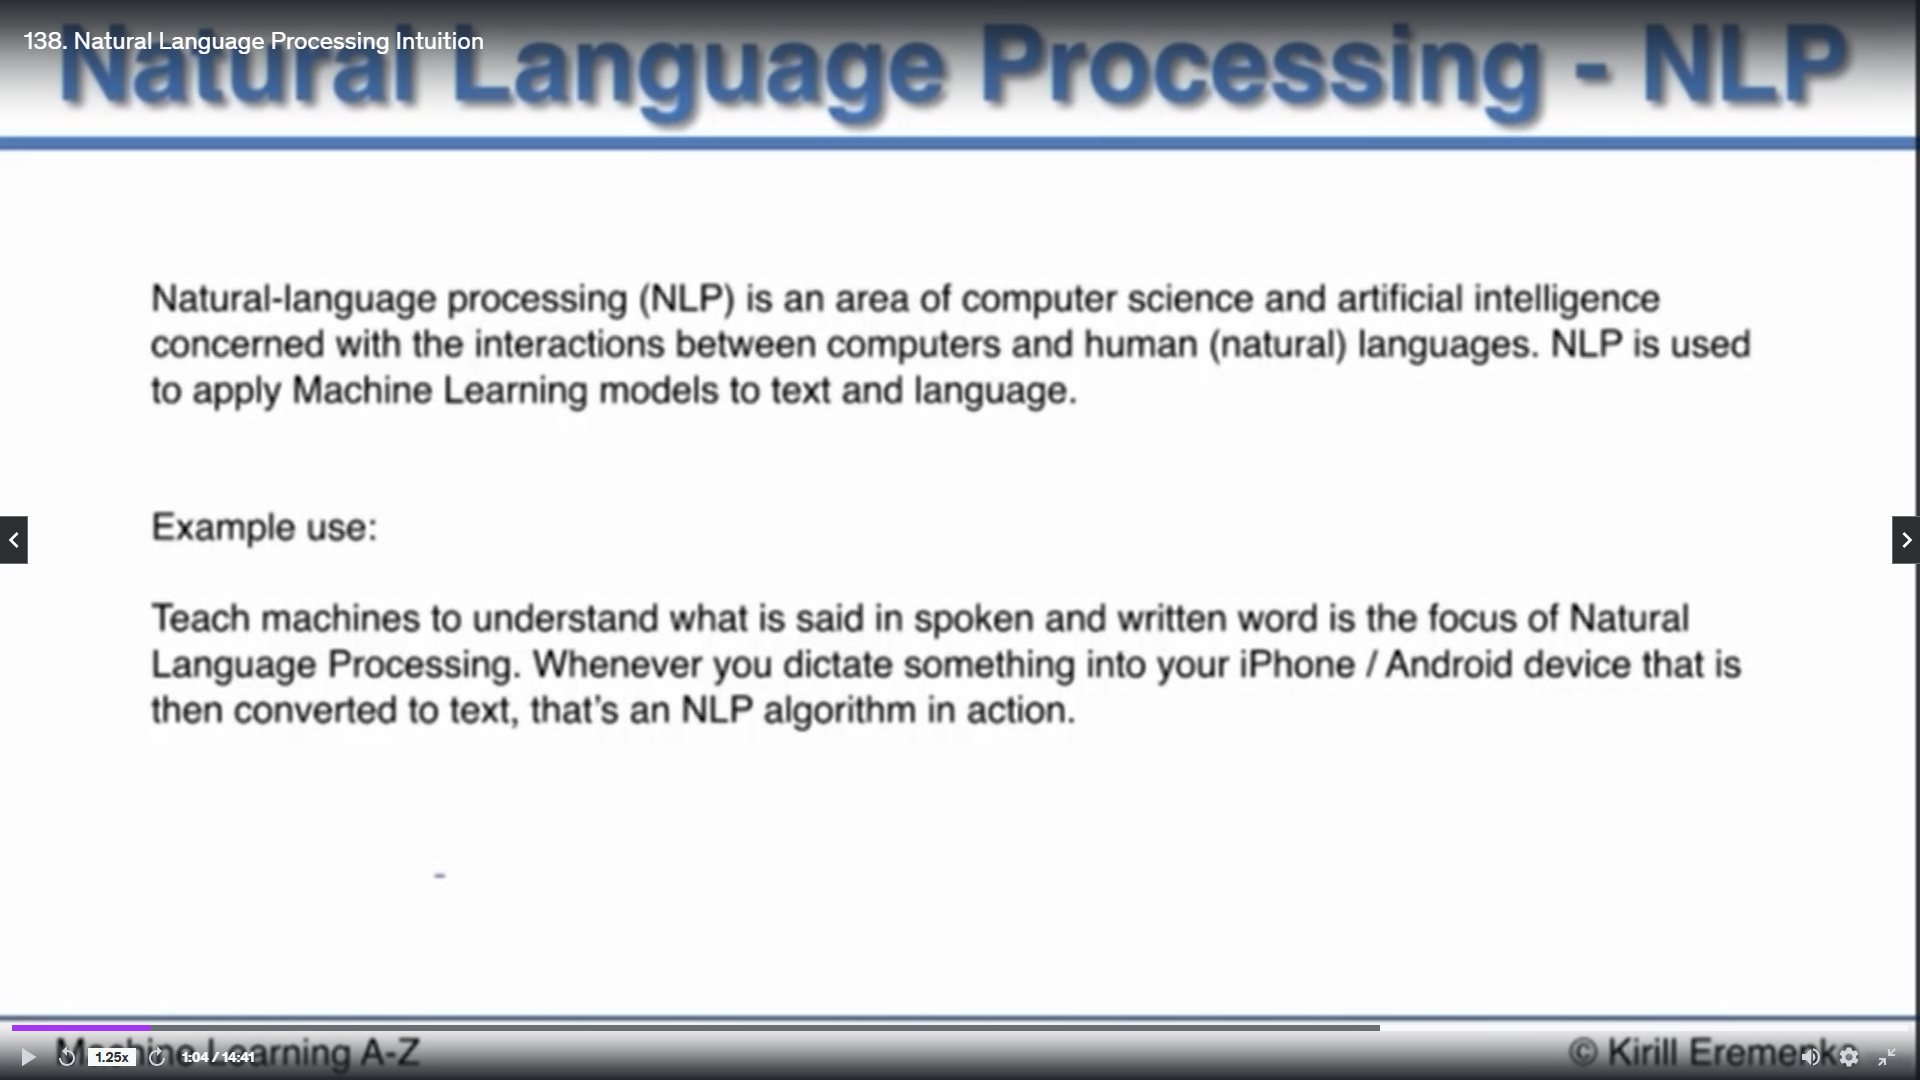 138. Natural Language Processing Intuition
Natural Language Processing - NLP
Natural-language processing (NLP) is an area of computer science and artificial intelligence
concerned with the interactions between computers and human (natural) languages. NLP is used
to apply Machine Learning models to text and language.
Example use:
Teach machines to understand what is said in spoken and written word is the focus of Natural
Language Processing. Whenever you dictate something into your iPhone / Android device that is
then converted to text, that's an NLP algorithm in action.
Machine Learning A-Z
© Kirill Eremenko
1.25x
1:04 / 14:41